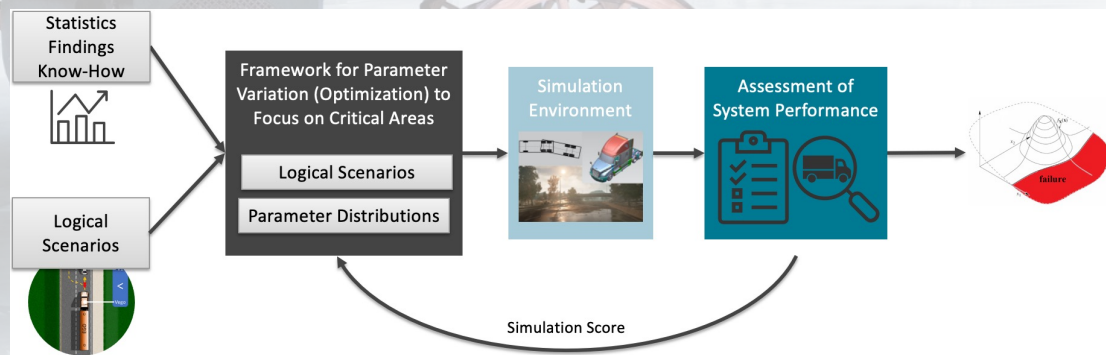 Statistics
Findings
Know-How
Logical
Scenarios
Framework for Parameter
Variation (Optimization) to
Focus on Critical Areas
Logical Scenarios
Parameter Distributions
Simulation
Environment
Assessment of
System Performance
failure
Simulation Score